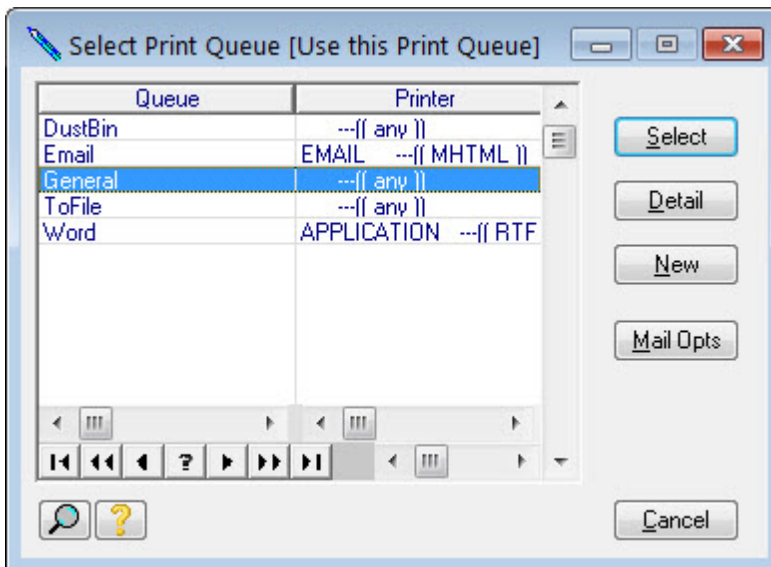 Select Print Queue [Use this Print Queue]
Queue Printer
DustBin ---(( any ))
Email EMAIL ---(( MHTML ))
General ---(( any ))
ToFile ---(( any ))
Word APPLICATION ---(( RTF
Select
Detail
New
Mail Opts
?
?
Cancel